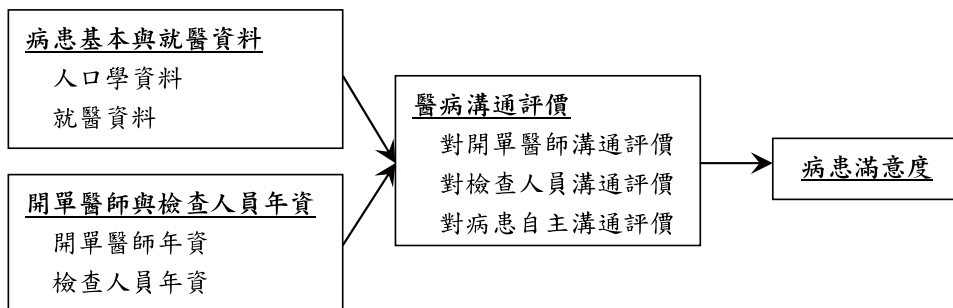 病患基本與就醫資料
人口學資料
就醫資料
開單醫師與檢查人員年資
開單醫師年資
檢查人員年資
醫病溝通評價
對開單醫師溝通評價
對檢查人員溝通評價
對病患自主溝通評價
病患滿意度